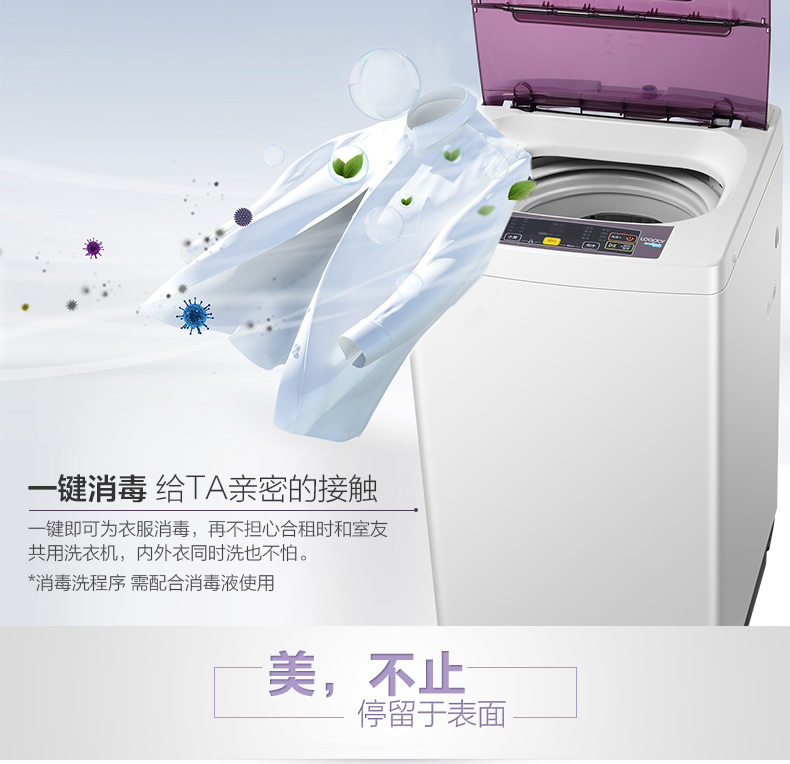 Leader
一键消毒 给TA亲密的接触
一键即可为衣服消毒，再不担心合租时和室友
共用洗衣机，内外衣同时洗也不怕。
*消毒洗程序 需配合消毒液使用
美，不止
停留于表面